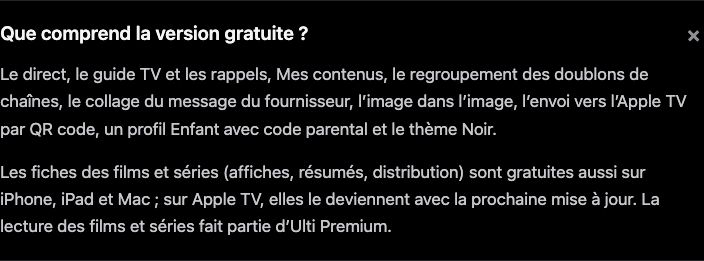 Que comprend la version gratuite ?
×
Le direct, le guide TV et les rappels, Mes contenus, le regroupement des doublons de
chaînes, le collage du message du fournisseur, l’image dans l’image, l’envoi vers l’Apple TV
par QR code, un profil Enfant avec code parental et le thème Noir.
Les fiches des films et séries (affiches, résumés, distribution) sont gratuites aussi sur
iPhone, iPad et Mac ; sur Apple TV, elles le deviennent avec la prochaine mise à jour. La
lecture des films et séries fait partie d’Ulti Premium.